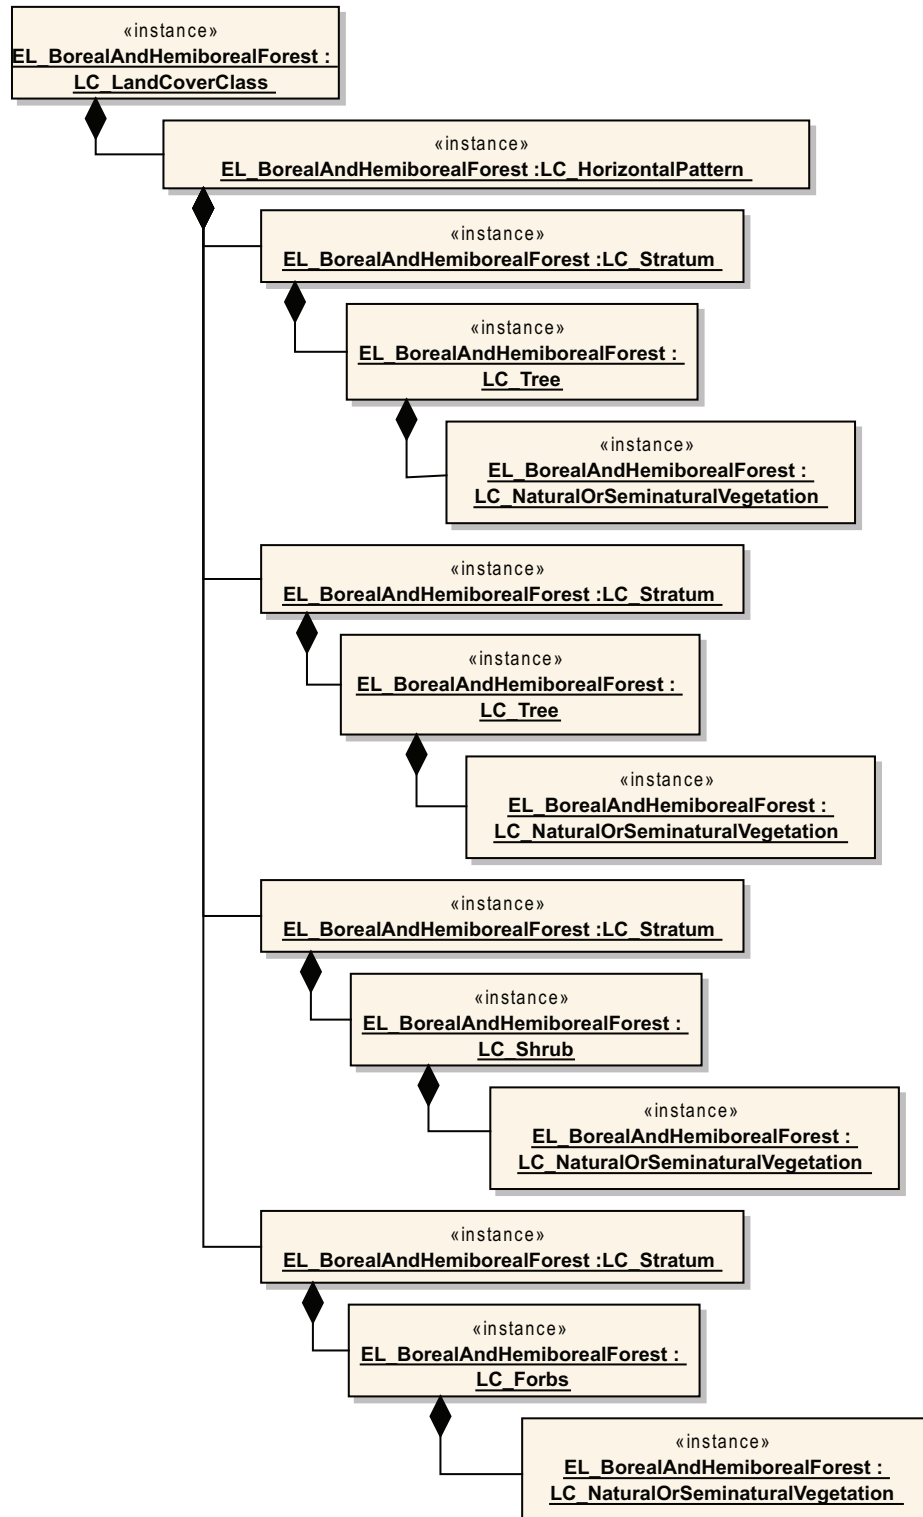 «instance»
EL_BorealAndHemiborealForest :
LC_LandCoverClass
«instance»
EL_BorealAndHemiborealForest :LC_HorizontalPattern
«instance»
EL_BorealAndHemiborealForest :LC_Stratum
«instance»
EL_BorealAndHemiborealForest :
LC_Tree
«instance»
EL_BorealAndHemiborealForest :
LC_NaturalOrSeminaturalVegetation
«instance»
EL_BorealAndHemiborealForest :LC_Stratum
«instance»
EL_BorealAndHemiborealForest :
LC_Tree
«instance»
EL_BorealAndHemiborealForest :
LC_NaturalOrSeminaturalVegetation
«instance»
EL_BorealAndHemiborealForest :LC_Stratum
«instance»
EL_BorealAndHemiborealForest :
LC_Shrub
«instance»
EL_BorealAndHemiborealForest :
LC_NaturalOrSeminaturalVegetation
«instance»
EL_BorealAndHemiborealForest :LC_Stratum
«instance»
EL_BorealAndHemiborealForest :
LC_Forbs
«instance»
EL_BorealAndHemiborealForest :
LC_NaturalOrSeminaturalVegetation